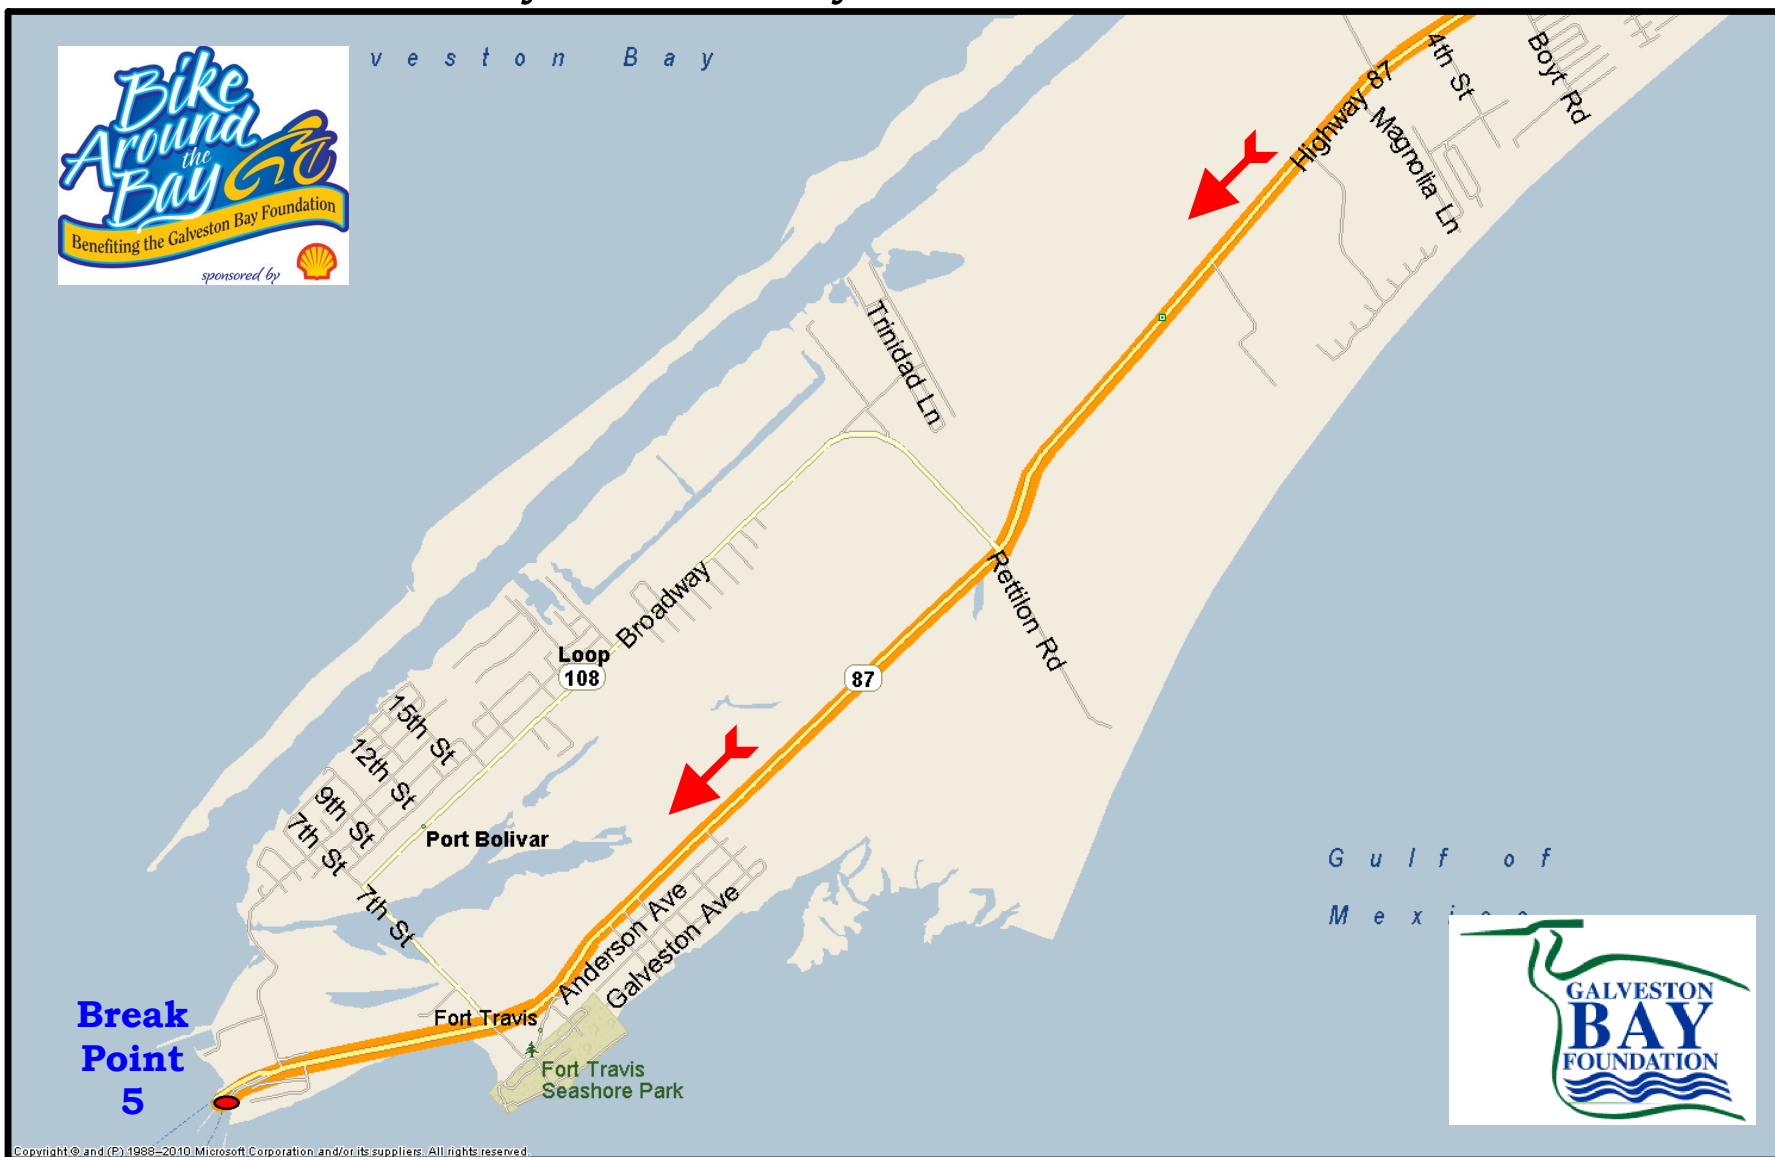 Bike
Around
the
Bay
Benefiting the Galveston Bay Foundation
sponsored by
veston Bay
Highway 87
4th St
Boyt Rd
Magnolia Ln
Trinidad Ln
Rettilon Rd
Broadway
Loop
108
87
15th St
12th St
9th St
7th St
Port Bolivar
7th St
Anderson Ave
Galveston Ave
Fort Travis
Fort Travis
Seashore Park
Break
Point
5
Gulf of
Mexico
GALVESTON
BAY
FOUNDATION
Copyright © and (P) 1988–2010 Microsoft Corporation and/or its suppliers. All rights reserved.